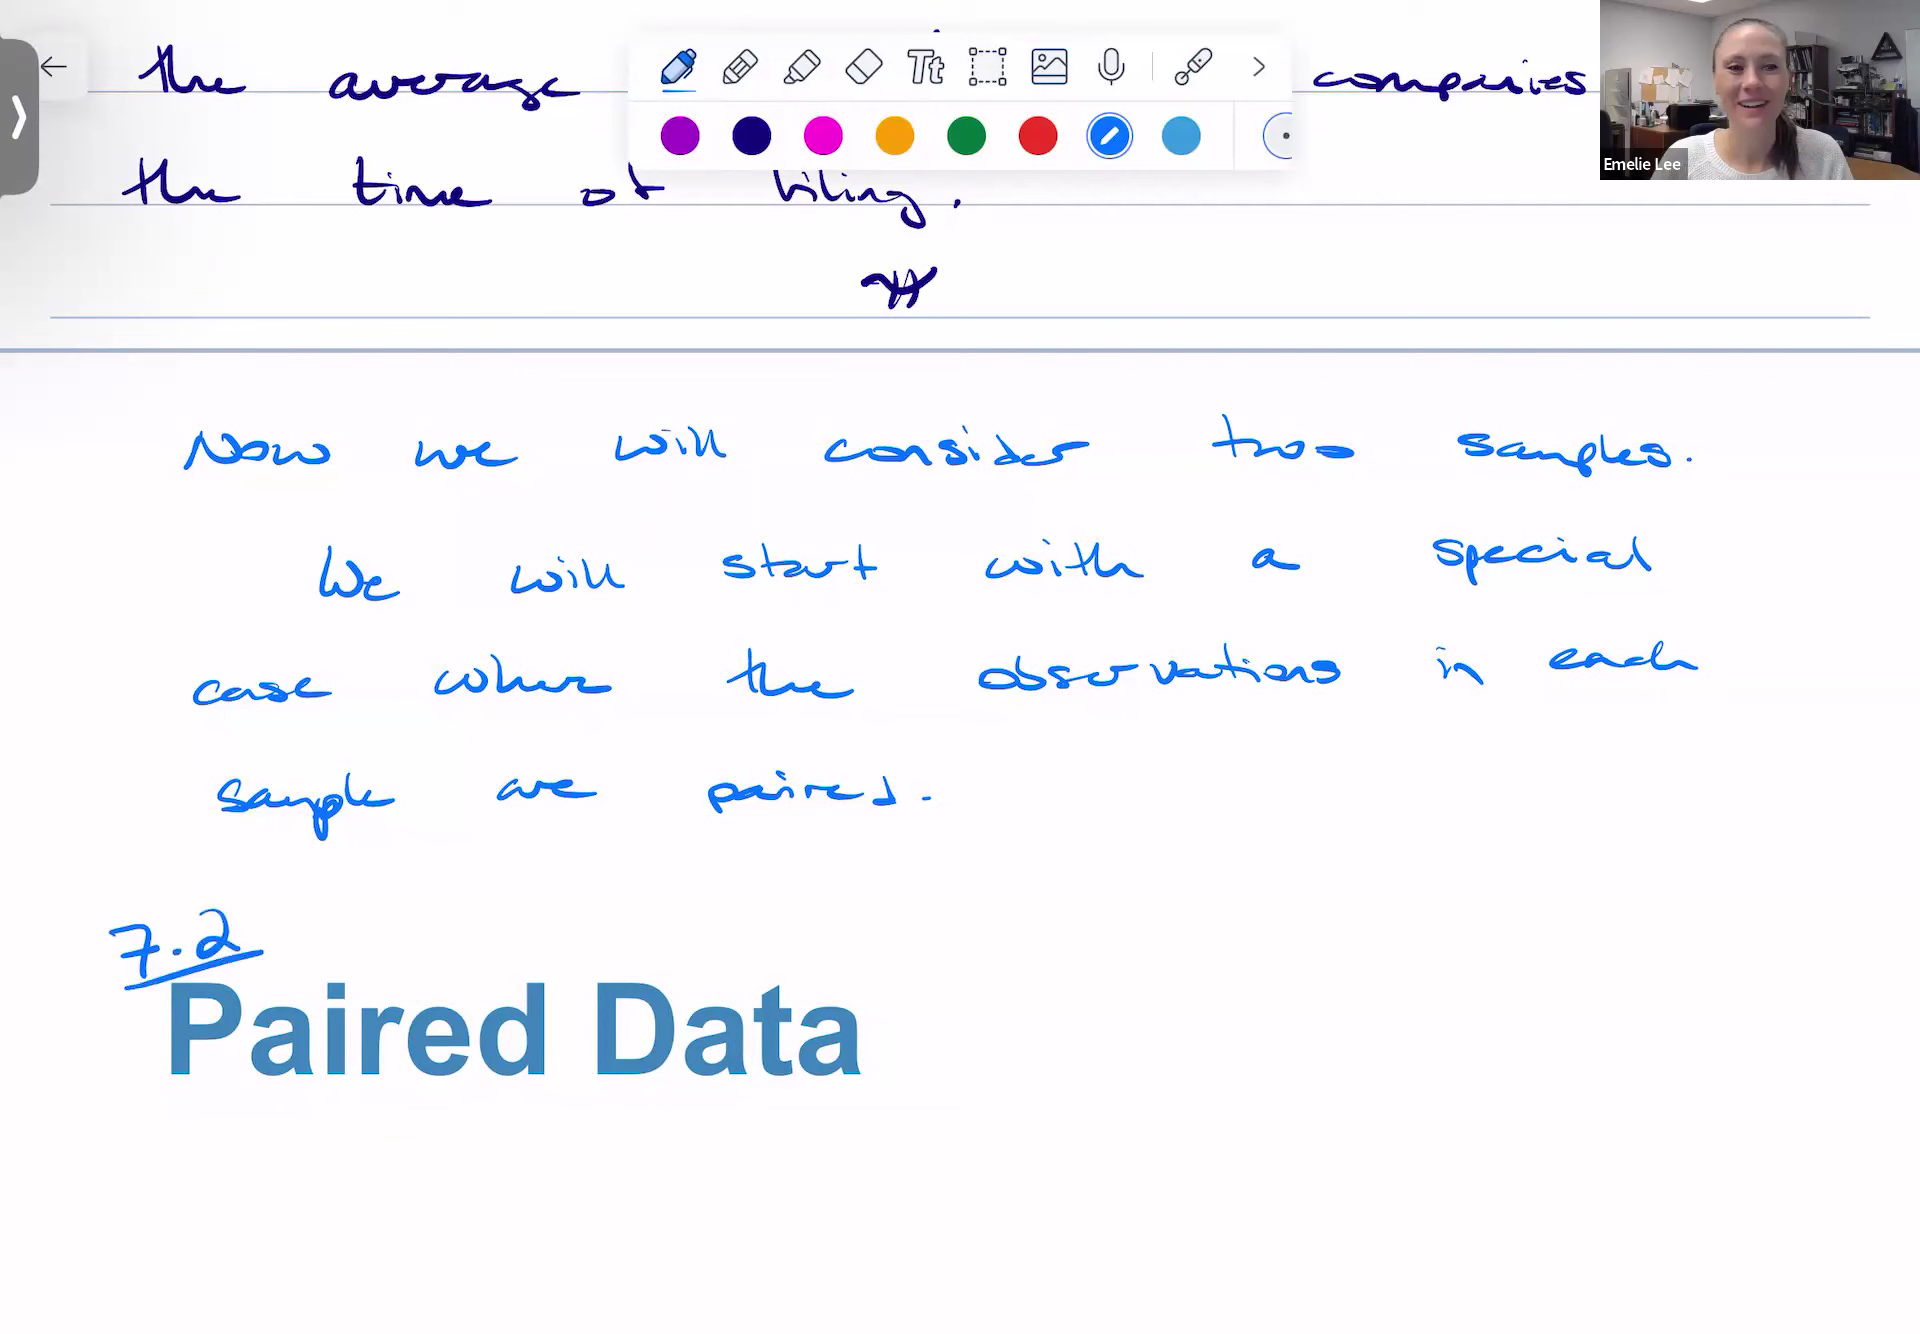 the average companies
the time of
Emelie Lee
Now we will consider two samples.
We will start with a special
case where the observations in each
sample are paired.
7.2
Paired Data